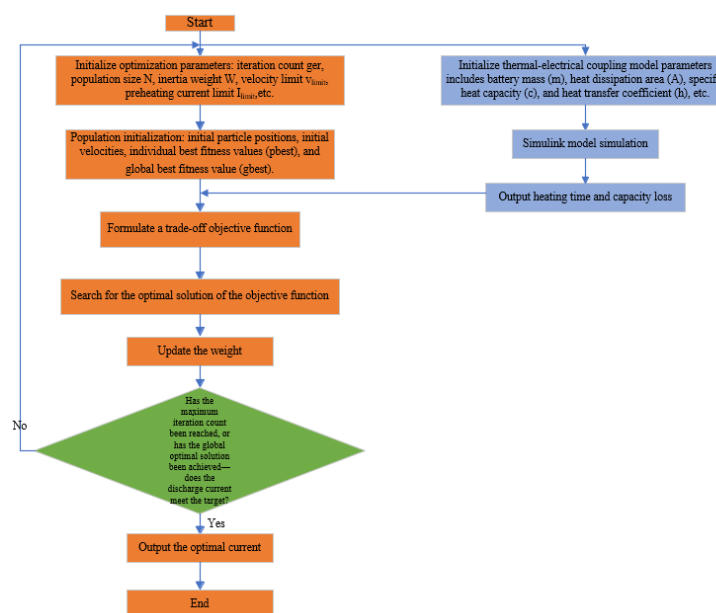 Start
Initialize optimization parameters: iteration count ger,
population size N, inertia weight W, velocity limit vlimit,
preheating current limit Ilimit,etc.
Initialize thermal-electrical coupling model parameters
includes battery mass (m), heat dissipation area (A), specif
heat capacity (c), and heat transfer coefficient (h), etc.
Population initialization: initial particle positions, initial
velocities, individual best fitness values (pbest), and
global best fitness value (gbest).
Simulink model simulation
Output heating time and capacity loss
Formulate a trade-off objective function
Search for the optimal solution of the objective function
Update the weight
Has the
maximum
iteration count
been reached, or
has the global
optimal solution
been achieved—
does the
discharge current
meet the target?
No
Yes
Output the optimal current
End